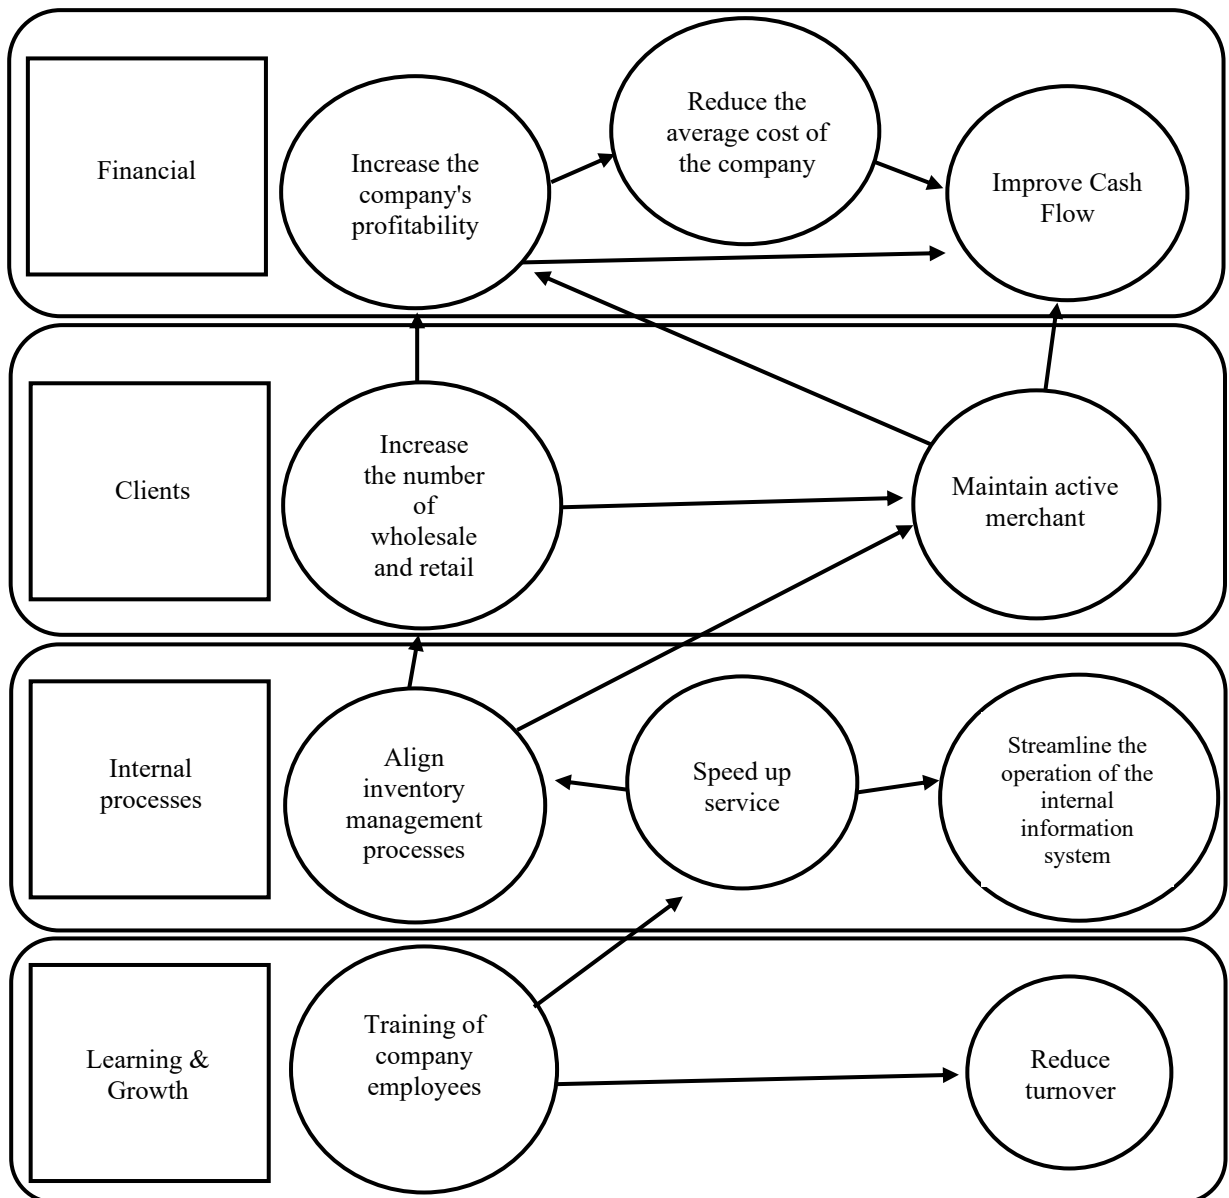 Financial
Increase the
company's
profitability
Reduce the
average cost of
the company
Improve Cash
Flow
Clients
Increase
the number
of
wholesale
and retail
Maintain active
merchant
Internal
processes
Align
inventory
management
processes
Speed up
service
Streamline the
operation of the
internal
information
system
Learning &
Growth
Training of
company
employees
Reduce
turnover